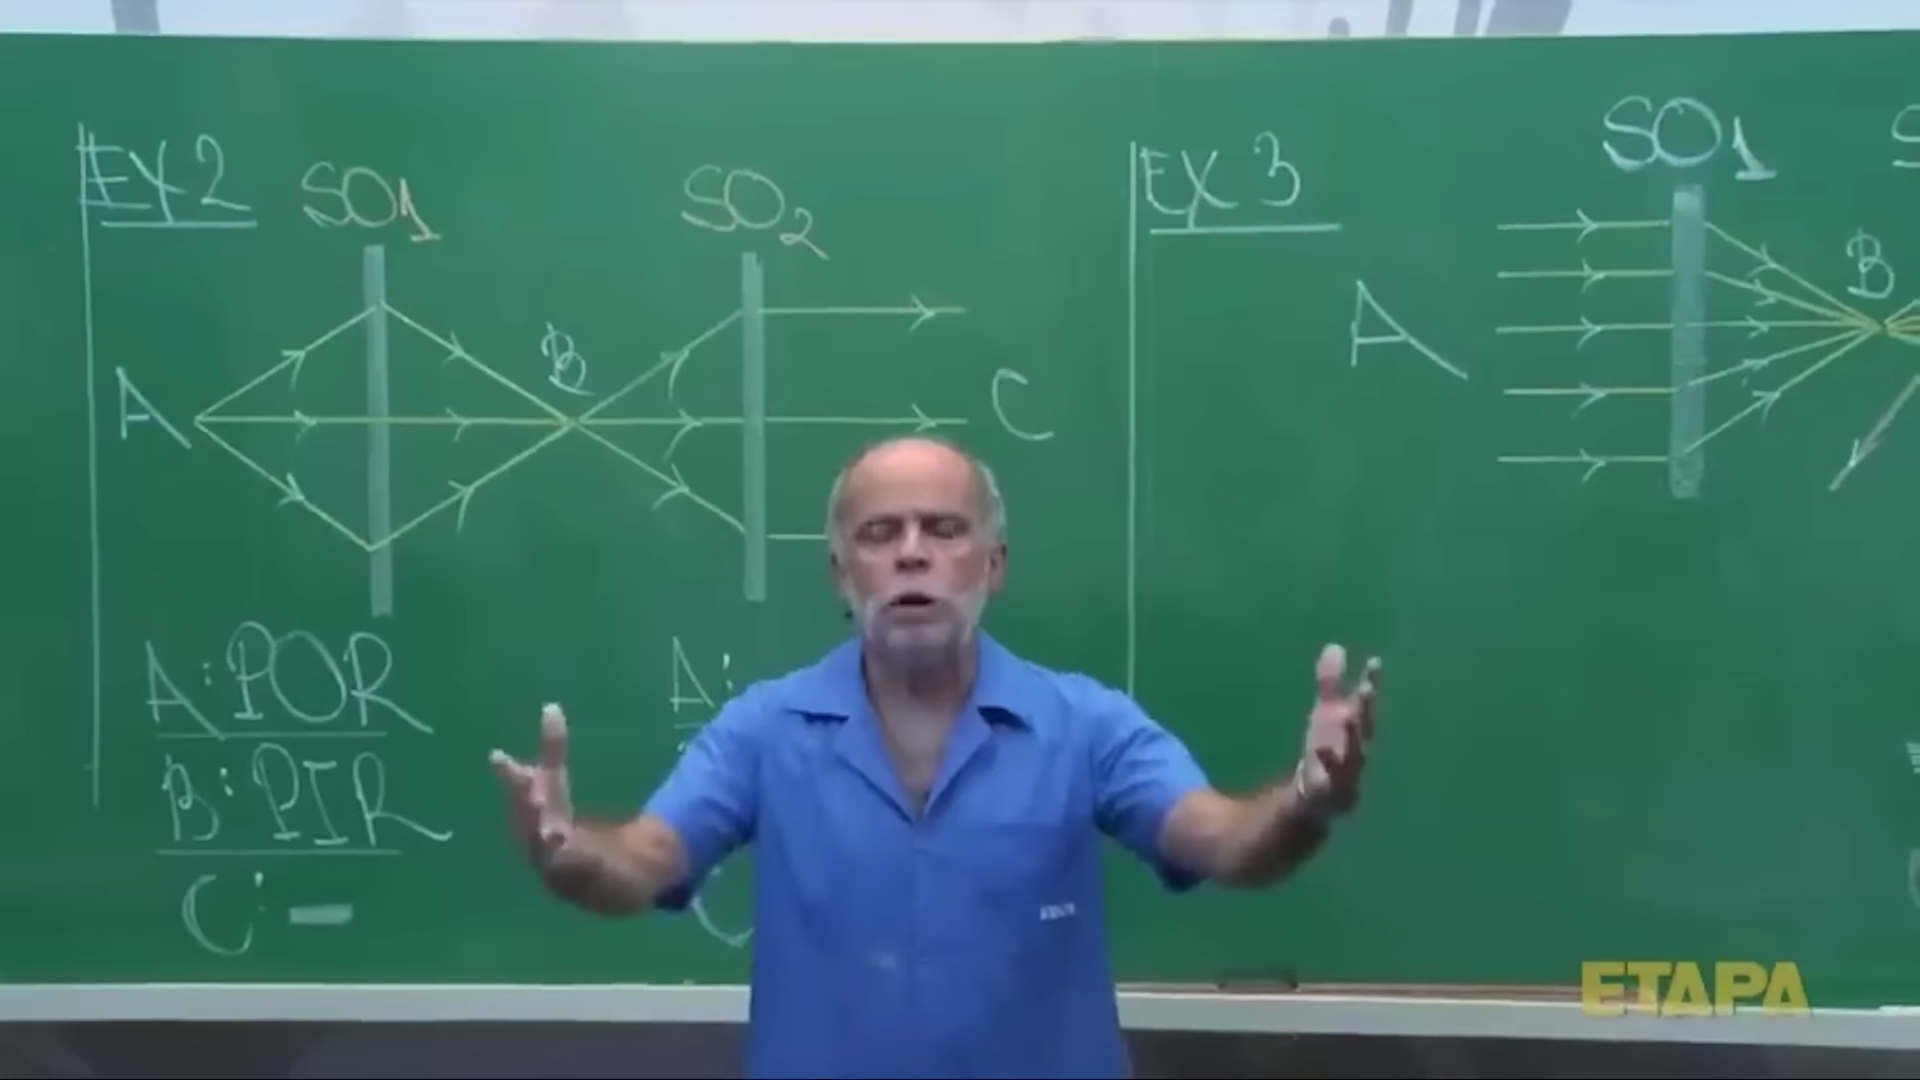 EX 2
SO1
SO2
A
B
C
A: POR
B: PIR
C: -
A:
C
EX 3
SO1
S
A
B
ETAPA